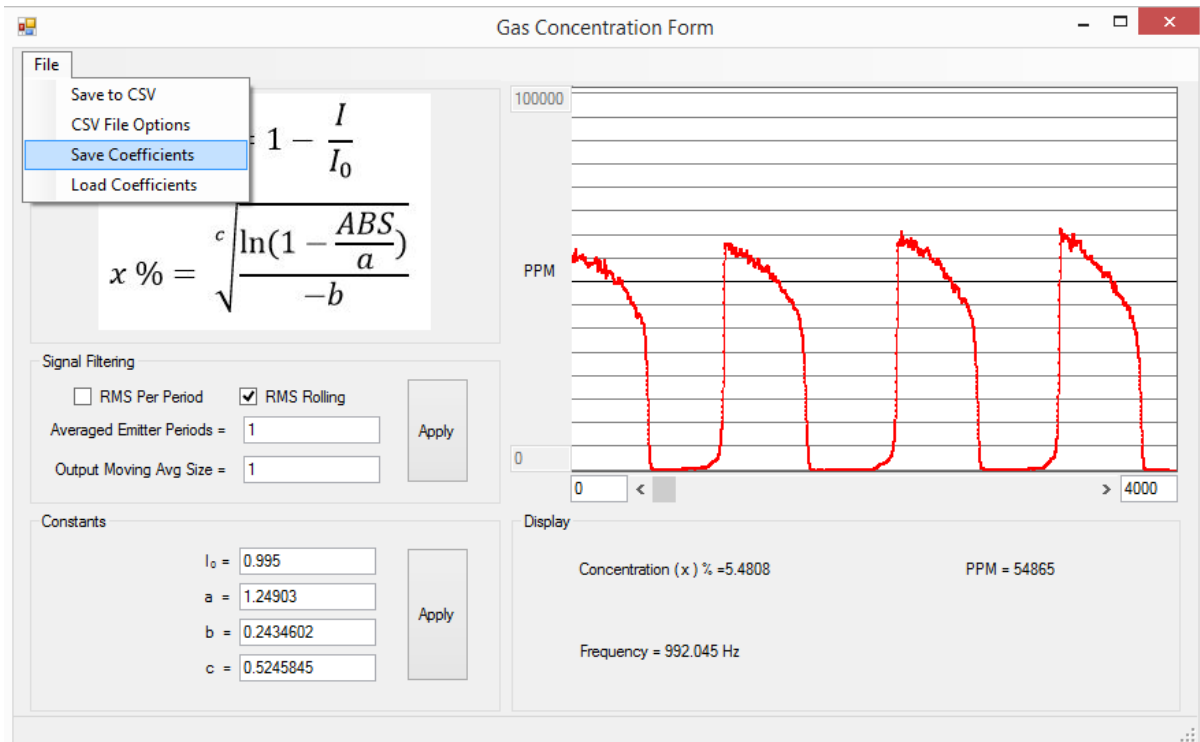 Gas Concentration Form
File
Save to CSV
CSV File Options
Save Coefficients
Load Coefficients
= 1 − I/I₀
x % = ᶜ√(ln(1 − ABS/a)/−b)
Signal Filtering
RMS Per Period RMS Rolling
Averaged Emitter Periods = 1
Output Moving Avg Size = 1
Apply
Constants
I₀ = 0.995
a = 1.24903
b = 0.2434602
c = 0.5245845
Apply
100000
PPM
0
0 < > 4000
Display
Concentration ( x ) % =5.4808 PPM = 54865
Frequency = 992.045 Hz